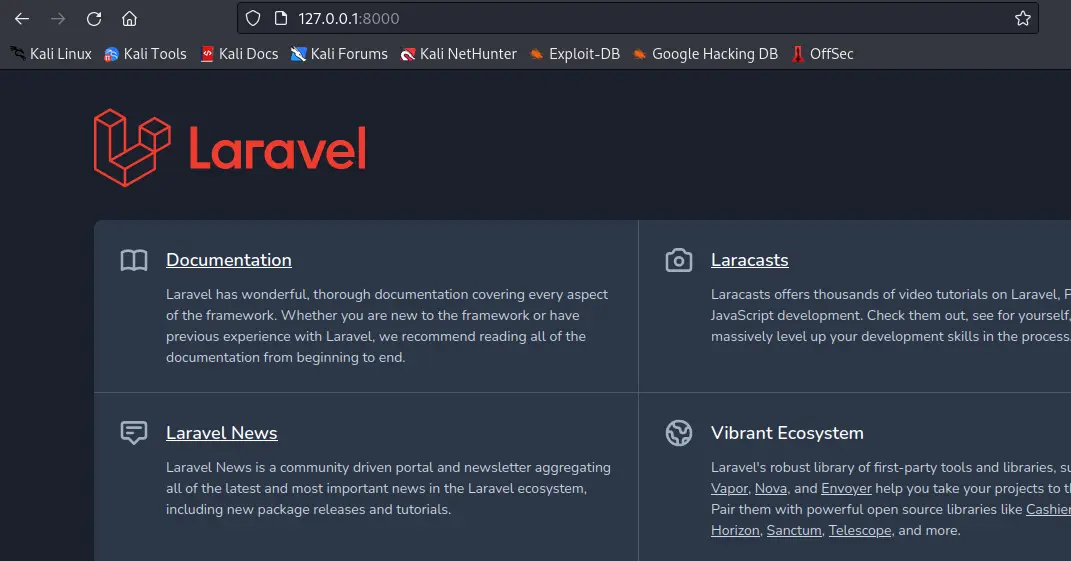 127.0.0.1:8000
Kali Linux Kali Tools Kali Docs Kali Forums Kali NetHunter Exploit-DB Google Hacking DB OffSec
Laravel
Documentation
Laravel has wonderful, thorough documentation covering every aspect
of the framework. Whether you are new to the framework or have
previous experience with Laravel, we recommend reading all of the
documentation from beginning to end.
Laracasts
Laracasts offers thousands of video tutorials on Laravel, P
JavaScript development. Check them out, see for yourself,
massively level up your development skills in the process.
Laravel News
Laravel News is a community driven portal and newsletter aggregating
all of the latest and most important news in the Laravel ecosystem,
including new package releases and tutorials.
Vibrant Ecosystem
Laravel's robust library of first-party tools and libraries, su
Vapor, Nova, and Envoyer help you take your projects to th
Pair them with powerful open source libraries like Cashier
Horizon, Sanctum, Telescope, and more.